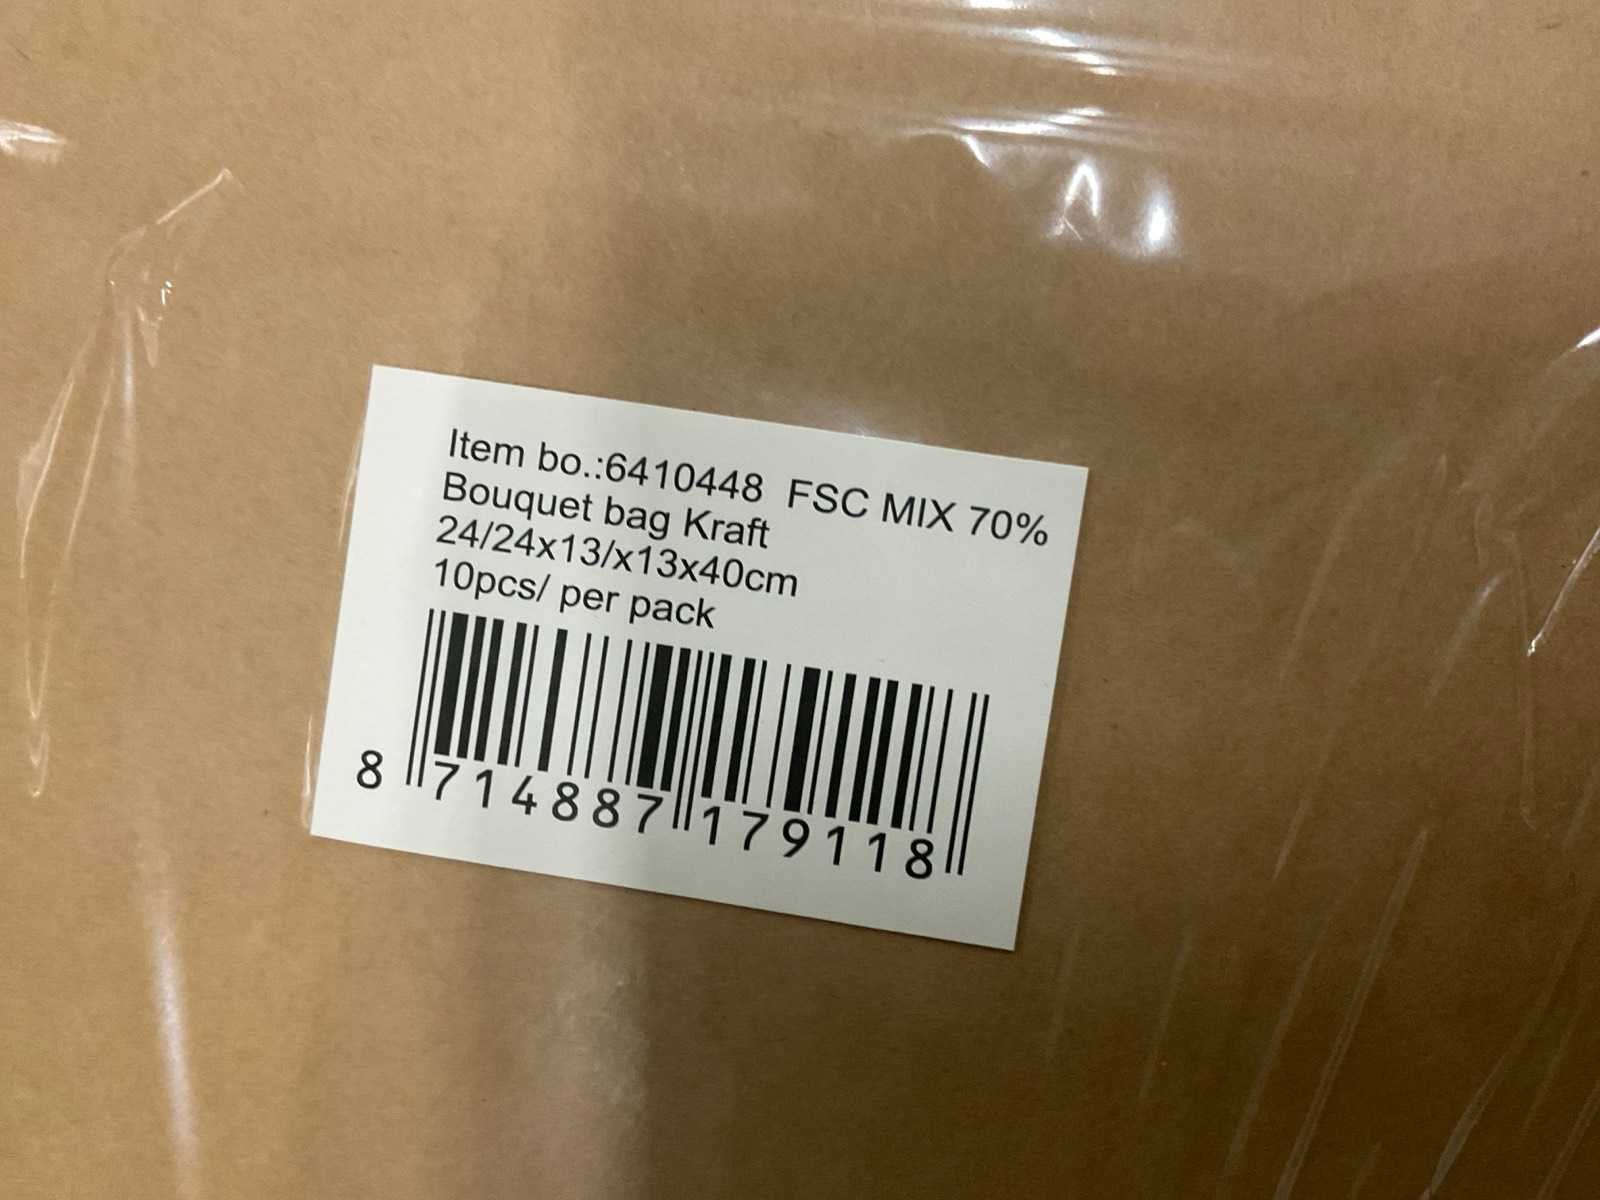 Item bo.:6410448 FSC MIX 70%
Bouquet bag Kraft
24/24x13/x13x40cm
10pcs/ per pack
8 714887 179118